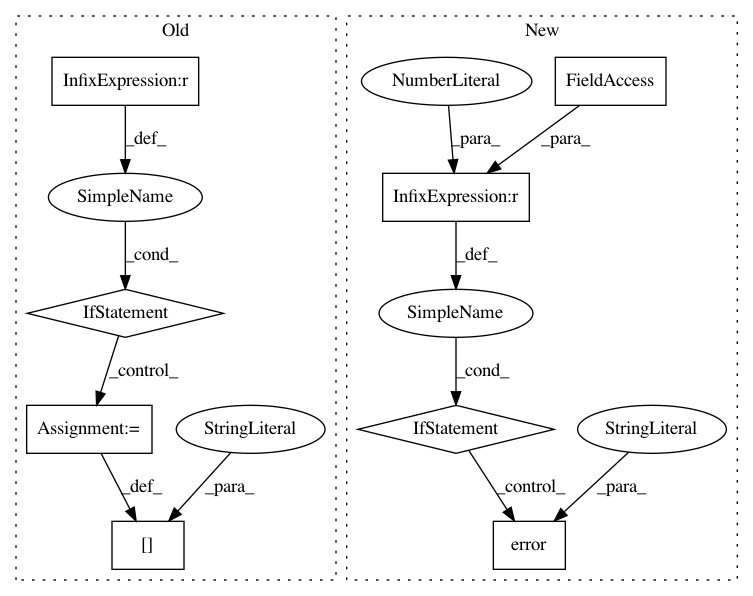 Old
New
InfixExpression:r
NumberLiteral
FieldAccess
_def_
_para_
_para_
SimpleName
InfixExpression:r
_cond_
_def_
IfStatement
SimpleName
_control_
_cond_
Assignment:=
StringLiteral
IfStatement
StringLiteral
_def_
_para_
_control_
_para_
[]
error